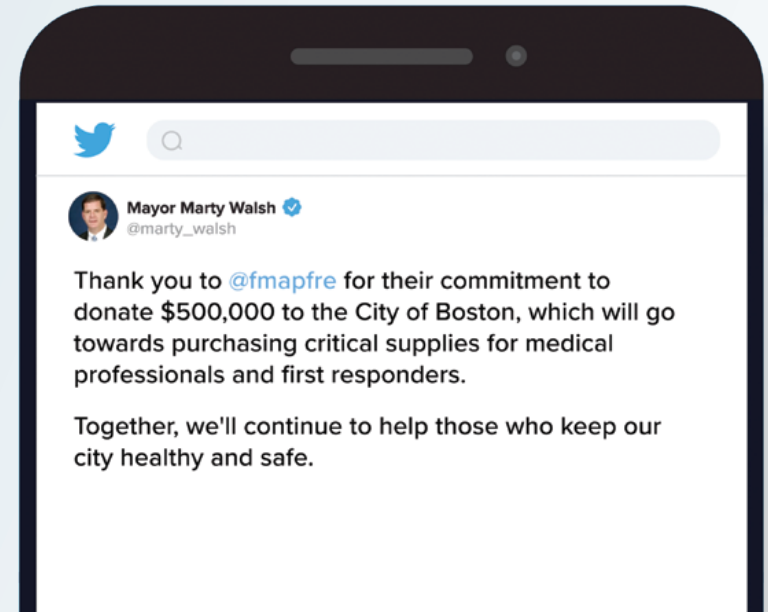 Mayor Marty Walsh
@marty_walsh
Thank you to @fmapfre for their commitment to
donate $500,000 to the City of Boston, which will go
towards purchasing critical supplies for medical
professionals and first responders.
Together, we'll continue to help those who keep our
city healthy and safe.